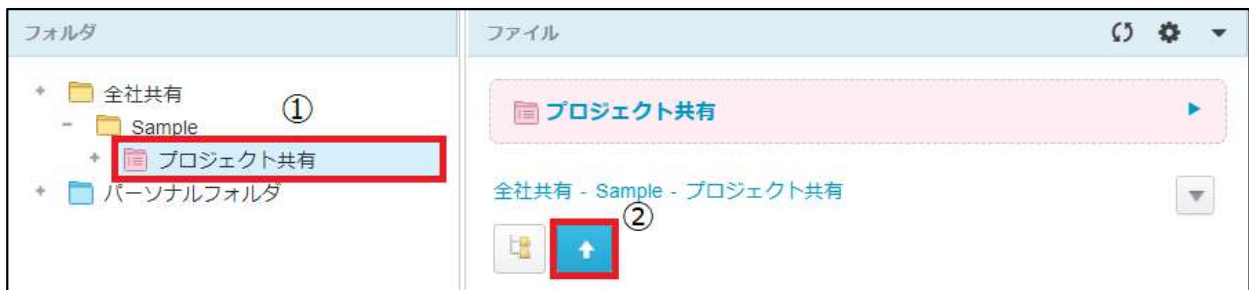 フォルダ
全社共有
①
Sample
プロジェクト共有
パーソナルフォルダ
ファイル
プロジェクト共有
全社共有 - Sample - プロジェクト共有
②